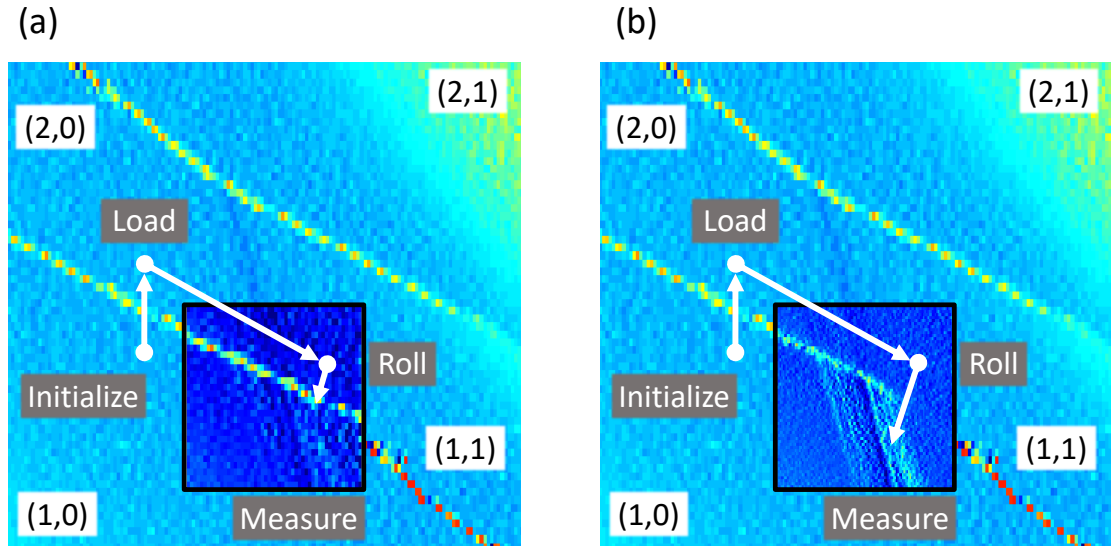 (a)
(2,0)
(2,1)
Load
Roll
Initialize
(1,1)
(1,0)
Measure
(b)
(2,0)
(2,1)
Load
Roll
Initialize
(1,1)
(1,0)
Measure